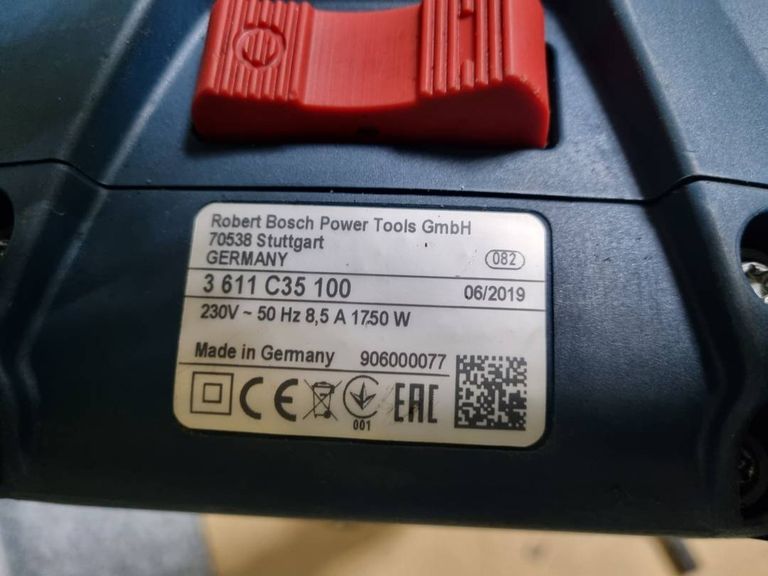 Robert Bosch Power Tools GmbH
70538 Stuttgart
GERMANY 082
3 611 C35 100 06/2019
230V ~ 50 Hz 8,5 A 1750 W
Made in Germany 906000077
CE EAC
001